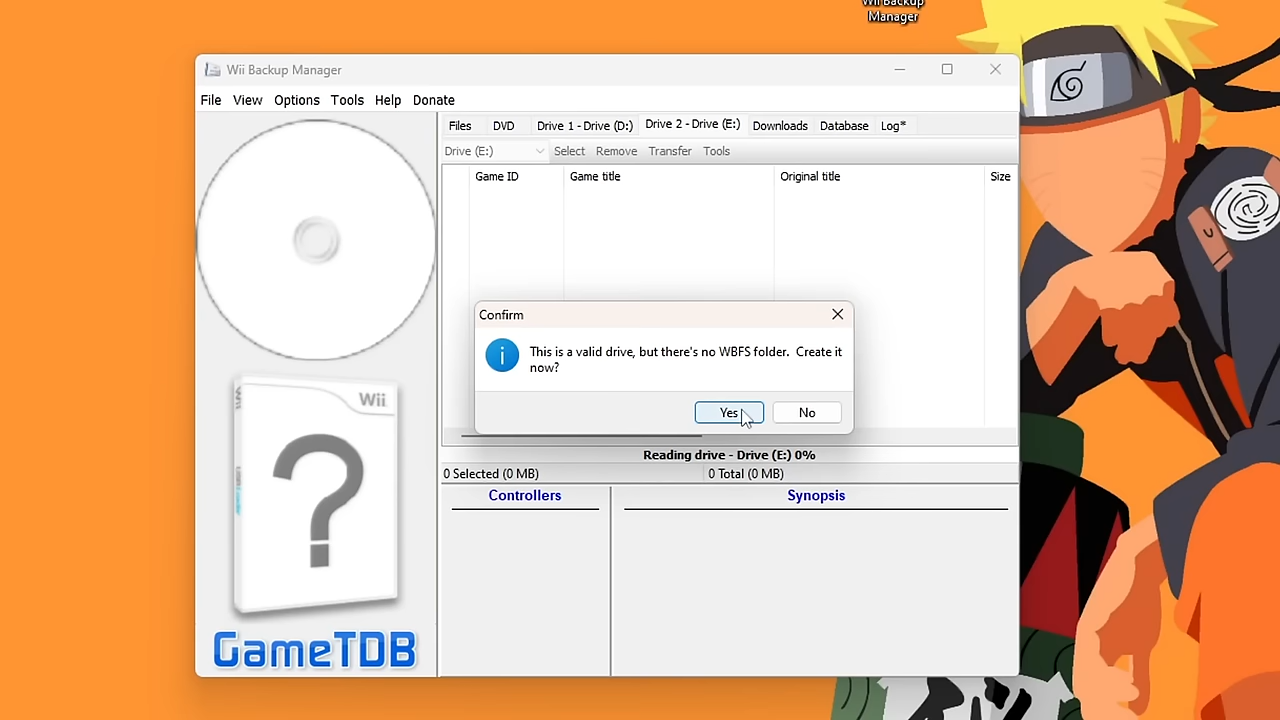 Wii Backup
Manager
Wii Backup Manager
File View Options Tools Help Donate
Files DVD Drive 1 - Drive (D:) Drive 2 - Drive (E:) Downloads Database Log*
Drive (E:) Select Remove Transfer Tools
Game ID Game title Original title Size
Confirm
This is a valid drive, but there's no WBFS folder. Create it
now?
Yes No
Wii
Reading drive - Drive (E:) 0%
0 Selected (0 MB) 0 Total (0 MB)
Controllers Synopsis
GameTDB